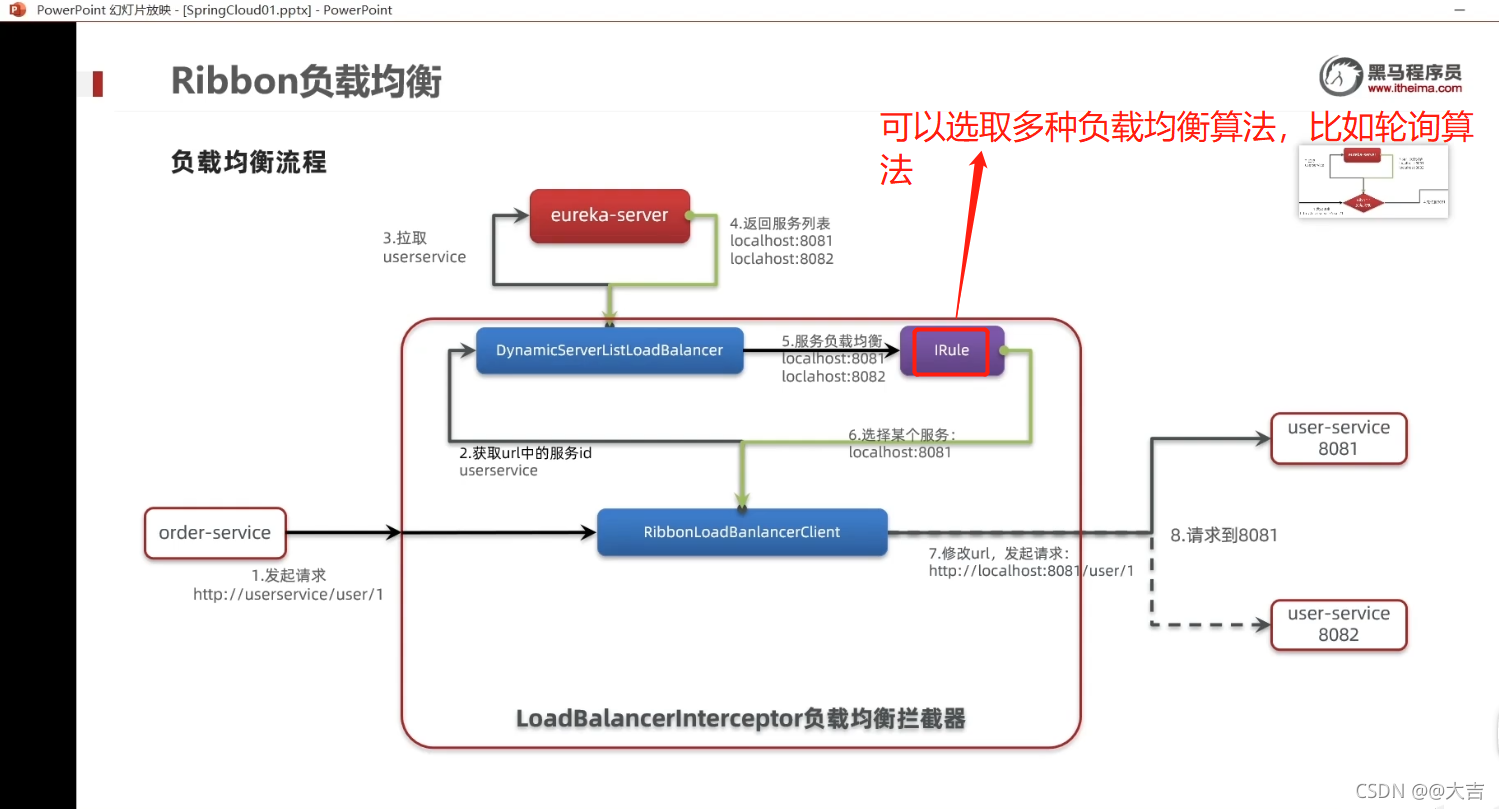 PowerPoint 幻灯片放映 - [SpringCloud01.pptx] - PowerPoint
Ribbon负载均衡
黑马程序员
www.itheima.com
可以选取多种负载均衡算法，比如轮询算
法
负载均衡流程
eureka-server
3.拉取
userservice
4.返回服务列表
localhost:8081
loclahost:8082
DynamicServerListLoadBalancer
5.服务负载均衡
localhost:8081
loclahost:8082
IRule
2.获取url中的服务id
userservice
6.选择某个服务：
localhost:8081
order-service
1.发起请求
http://userservice/user/1
RibbonLoadBanlancerClient
7.修改url，发起请求：
http://localhost:8081/user/1
user-service
8081
8.请求到8081
user-service
8082
LoadBalancerInterceptor负载均衡拦截器
CSDN @@大吉